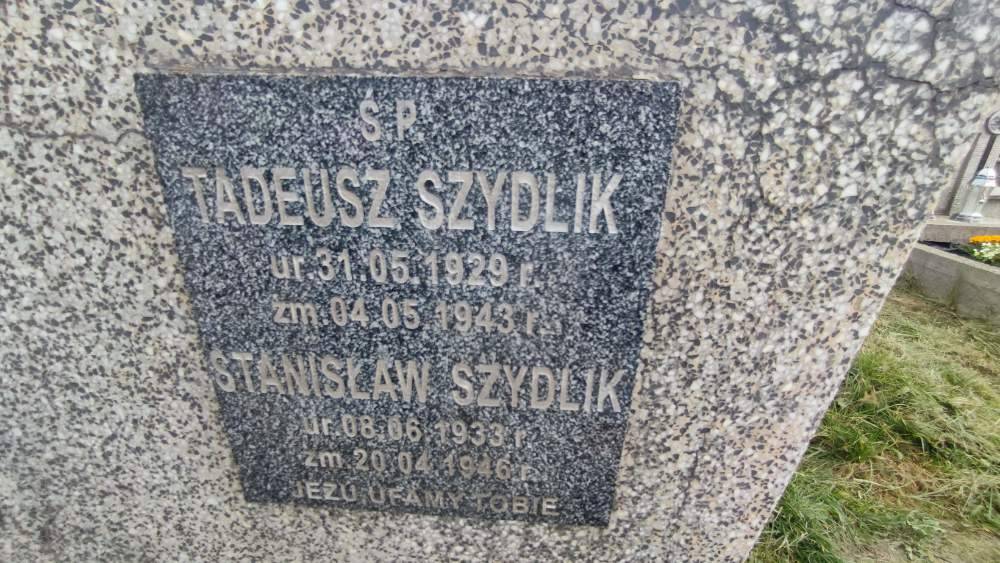 Ś P
TADEUSZ SZYDLIK
ur.31.05.1929 r.
zm.04.05 1943 r.
STANISŁAW SZYDLIK
ur.08.06.1933 r
zm.20.04.1946 r.
JEZU UFAMY TOBIE